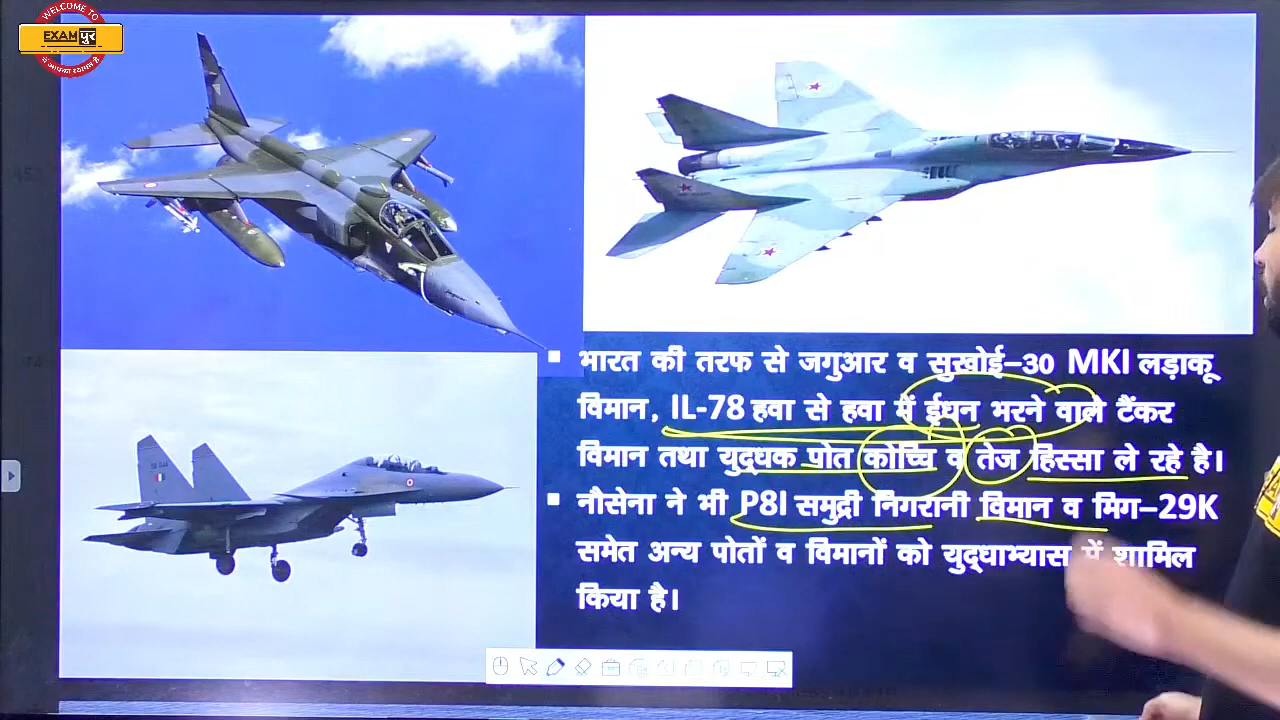 WELCOME TO
EXAM पुर
भारत की तरफ से जगुआर व सुखोई–30 MKI लड़ाकू
विमान, IL-78 हवा से हवा में ईंधन भरने वाले टैंकर
विमान तथा युद्धक पोत कोच्चि व तेज हिस्सा ले रहे है।
नौसेना ने भी P8I समुद्री निगरानी विमान व मिग–29K
समेत अन्य पोतों व विमानों को युद्धाभ्यास में शामिल
किया है।